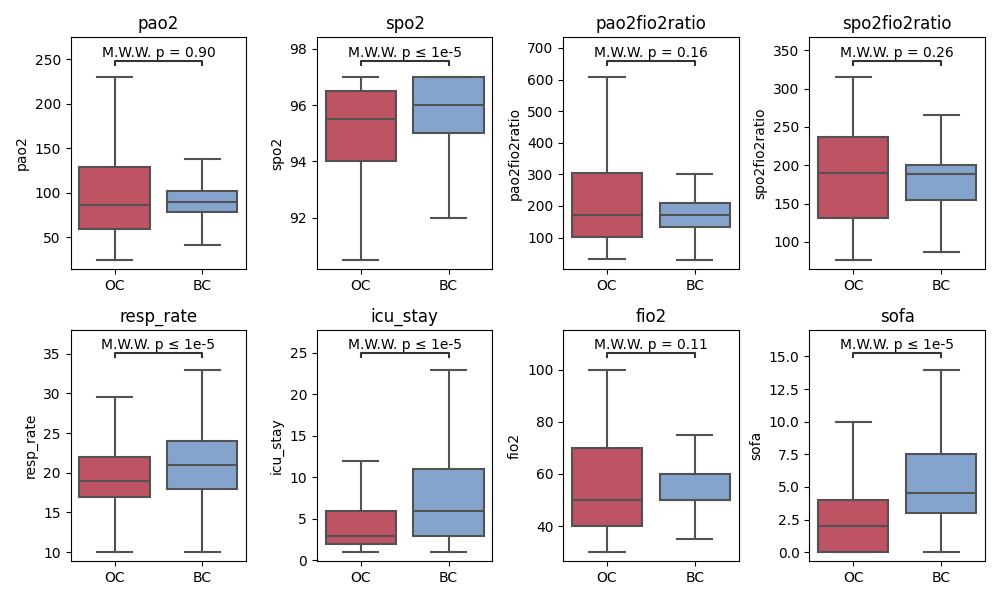 pao2
M.W.W. p = 0.90
250
200
150
100
50
pao2
OC BC
spo2
M.W.W. p ≤ 1e-5
98
96
94
92
spo2
OC BC
pao2fio2ratio
M.W.W. p = 0.16
700
600
500
400
300
200
100
pao2fio2ratio
OC BC
spo2fio2ratio
M.W.W. p = 0.26
350
300
250
200
150
100
spo2fio2ratio
OC BC
resp_rate
M.W.W. p ≤ 1e-5
35
30
25
20
15
10
resp_rate
OC BC
icu_stay
M.W.W. p ≤ 1e-5
25
20
15
10
5
0
icu_stay
OC BC
fio2
M.W.W. p = 0.11
100
80
60
40
fio2
OC BC
sofa
M.W.W. p ≤ 1e-5
15.0
12.5
10.0
7.5
5.0
2.5
0.0
sofa
OC BC